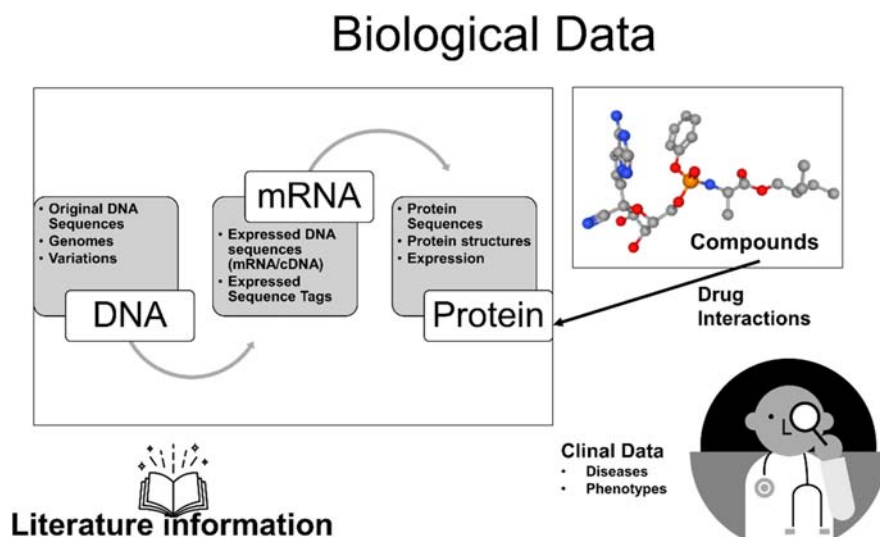 Biological Data
• Original DNA
Sequences
• Genomes
• Variations
DNA
mRNA
• Expressed DNA
sequences
(mRNA/cDNA)
• Expressed
Sequence Tags
• Protein
Sequences
• Protein structures
• Expression
Protein
Compounds
Drug
Interactions
Clinal Data
• Diseases
• Phenotypes
Literature information